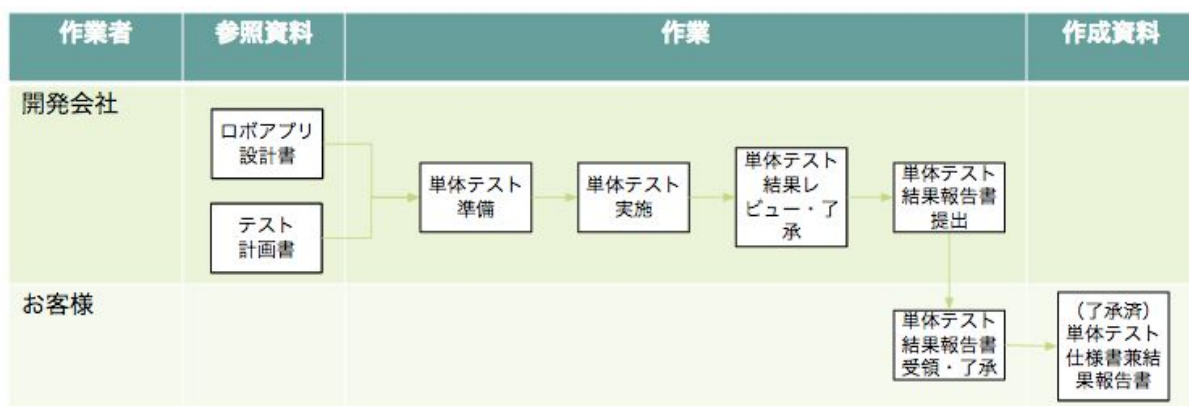 作業者
参照資料
作業
作成資料
開発会社
ロボアプリ
設計書
テスト
計画書
単体テスト
準備
単体テスト
実施
単体テスト
結果レ
ビュー・了
承
単体テスト
結果報告書
提出
お客様
単体テスト
結果報告書
受領・了承
(了承済)
単体テスト
仕様書兼結
果報告書